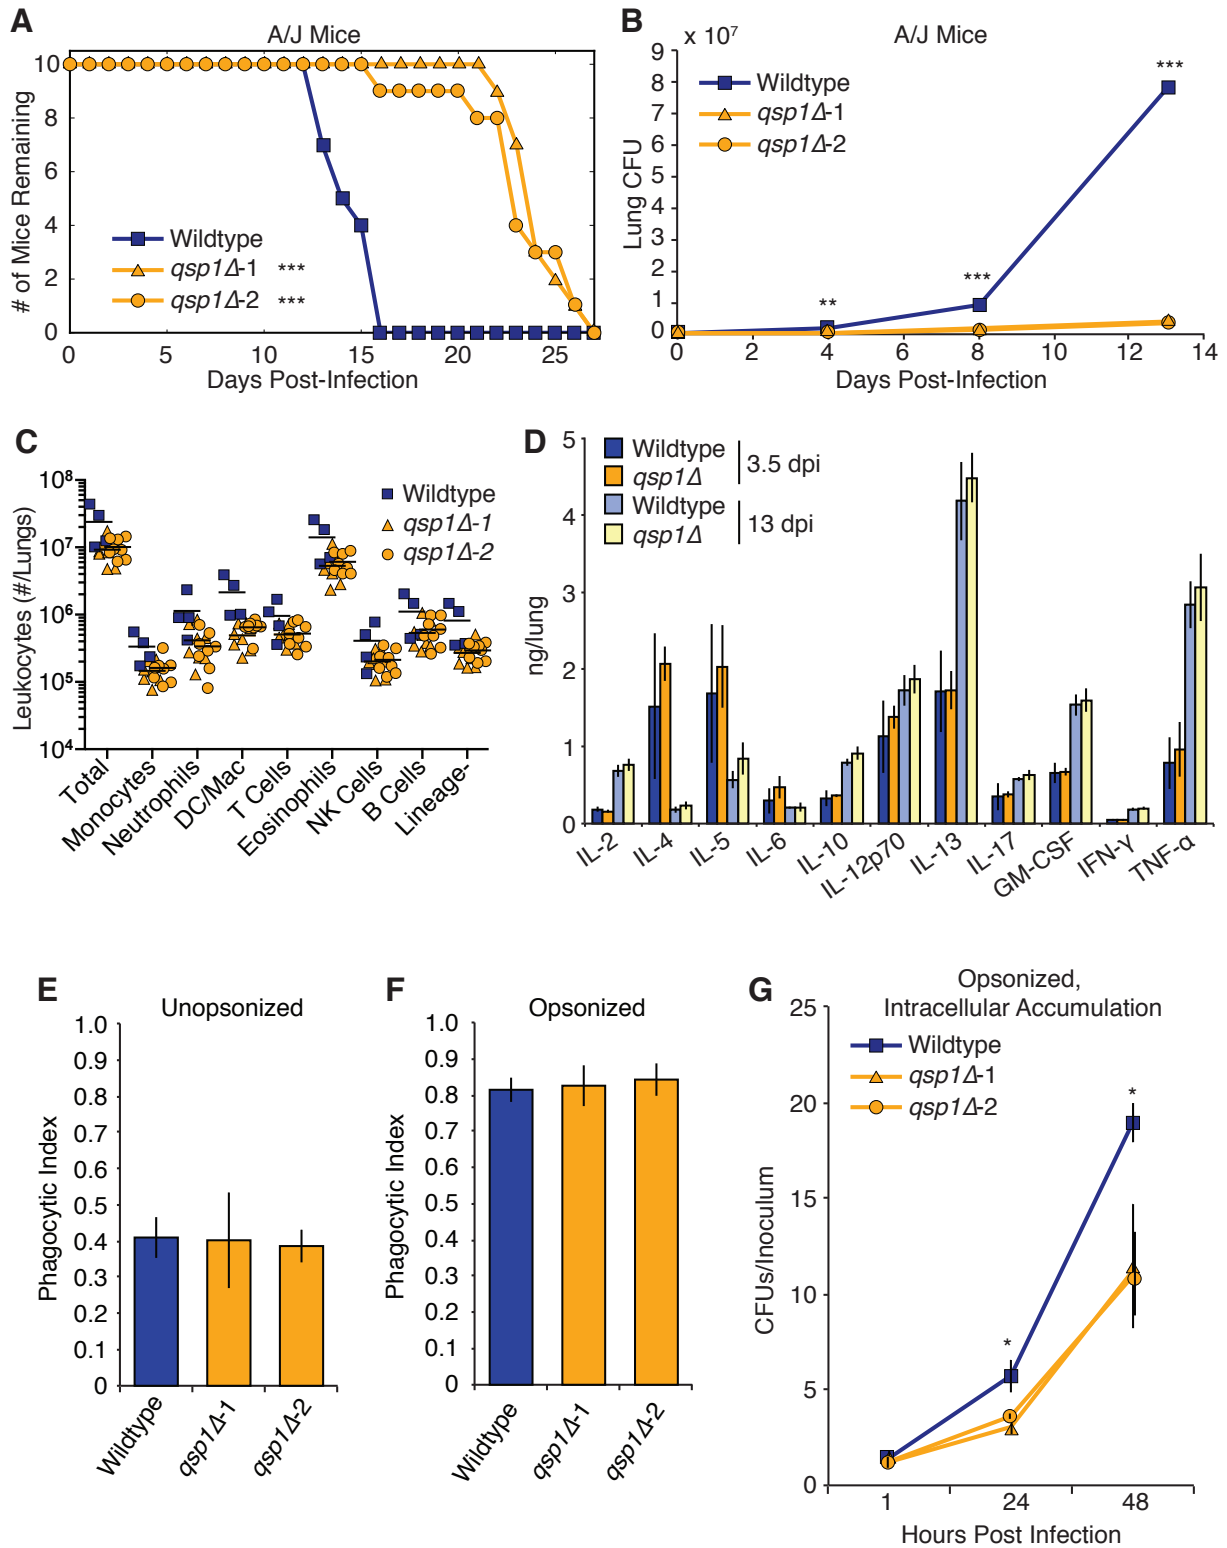 A
A/J Mice
# of Mice Remaining
10
8
6
4
2
0
Wildtype
qsp1Δ-1 ***
qsp1Δ-2 ***
0 5 10 15 20 25
Days Post-Infection
B
x 10⁷
A/J Mice
Lung CFU
9
8
7
6
5
4
3
2
1
0
Wildtype
qsp1Δ-1
qsp1Δ-2
**
***
***
0 2 4 6 8 10 12 14
Days Post-Infection
C
Leukocytes (#/Lungs)
10⁸
10⁷
10⁶
10⁵
10⁴
Wildtype
qsp1Δ-1
qsp1Δ-2
Total
Monocytes
Neutrophils
DC/Mac
T Cells
Eosinophils
NK Cells
B Cells
Lineage-
D
ng/lung
5
4
3
2
1
0
Wildtype
qsp1Δ
3.5 dpi
Wildtype
qsp1Δ
13 dpi
IL-2
IL-4
IL-5
IL-6
IL-10
IL-12p70
IL-13
IL-17
GM-CSF
IFN-γ
TNF-α
E
Unopsonized
Phagocytic Index
1.0
0.9
0.8
0.7
0.6
0.5
0.4
0.3
0.2
0.1
0
Wildtype
qsp1Δ-1
qsp1Δ-2
F
Opsonized
Phagocytic Index
1.0
0.9
0.8
0.7
0.6
0.5
0.4
0.3
0.2
0.1
0
Wildtype
qsp1Δ-1
qsp1Δ-2
G
Opsonized,
Intracellular Accumulation
CFUs/Inoculum
25
20
15
10
5
0
Wildtype
qsp1Δ-1
qsp1Δ-2
*
*
1 24 48
Hours Post Infection